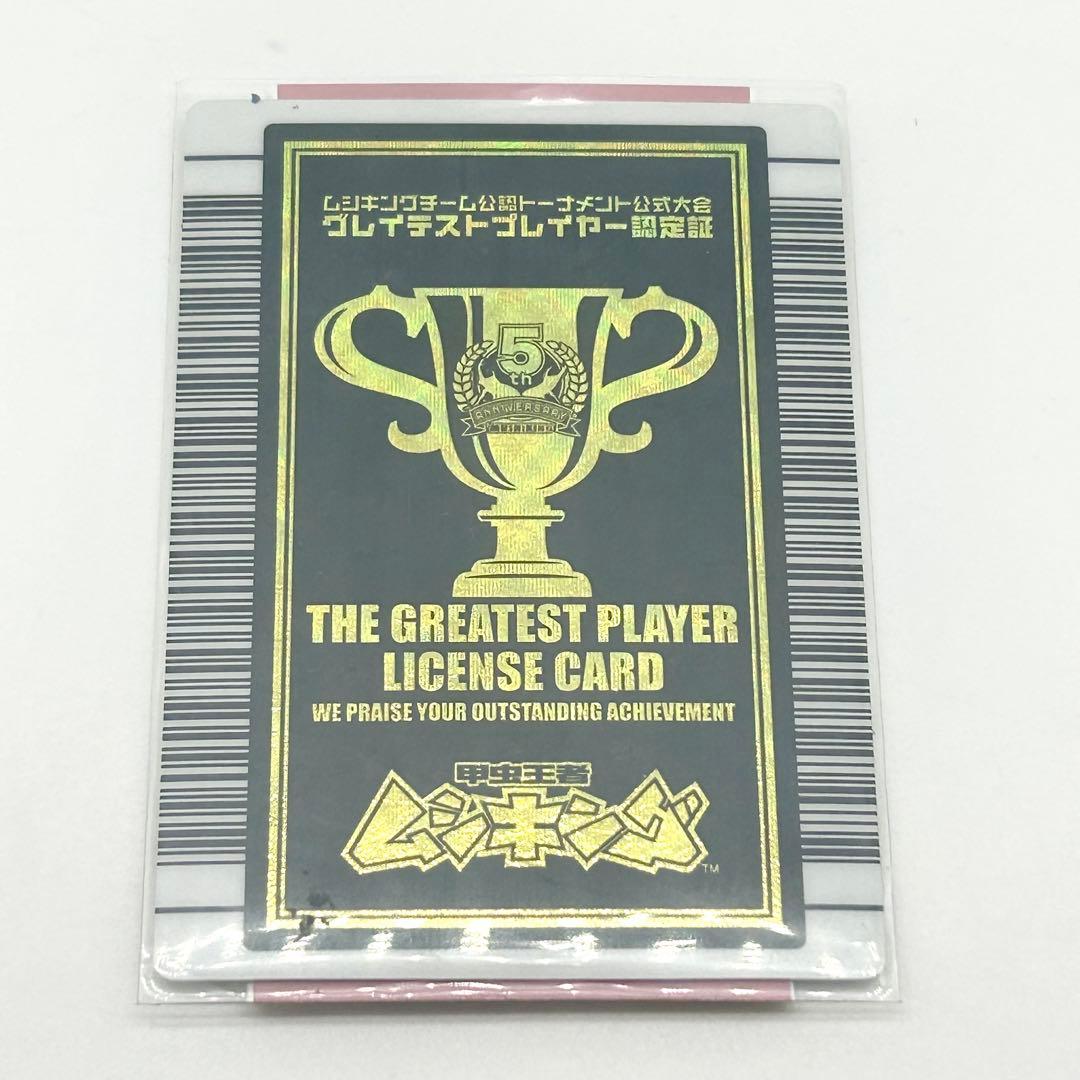 ムシキングチーム公認トーナメント公式大会
グレイテストプレイヤー認定証
5
th
ANNIVERSARY
THE GREATEST PLAYER
LICENSE CARD
WE PRAISE YOUR OUTSTANDING ACHIEVEMENT
甲虫王者
ムシキング
TM